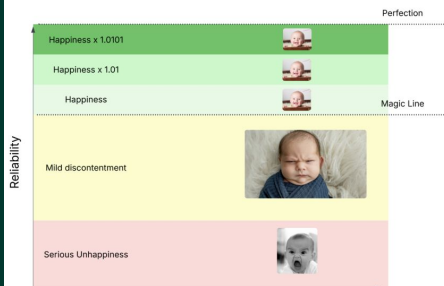 Perfection
Happiness x 1.0101
Happiness x 1.01
Happiness
Magic Line
Reliability
Mild discontentment
Serious Unhappiness